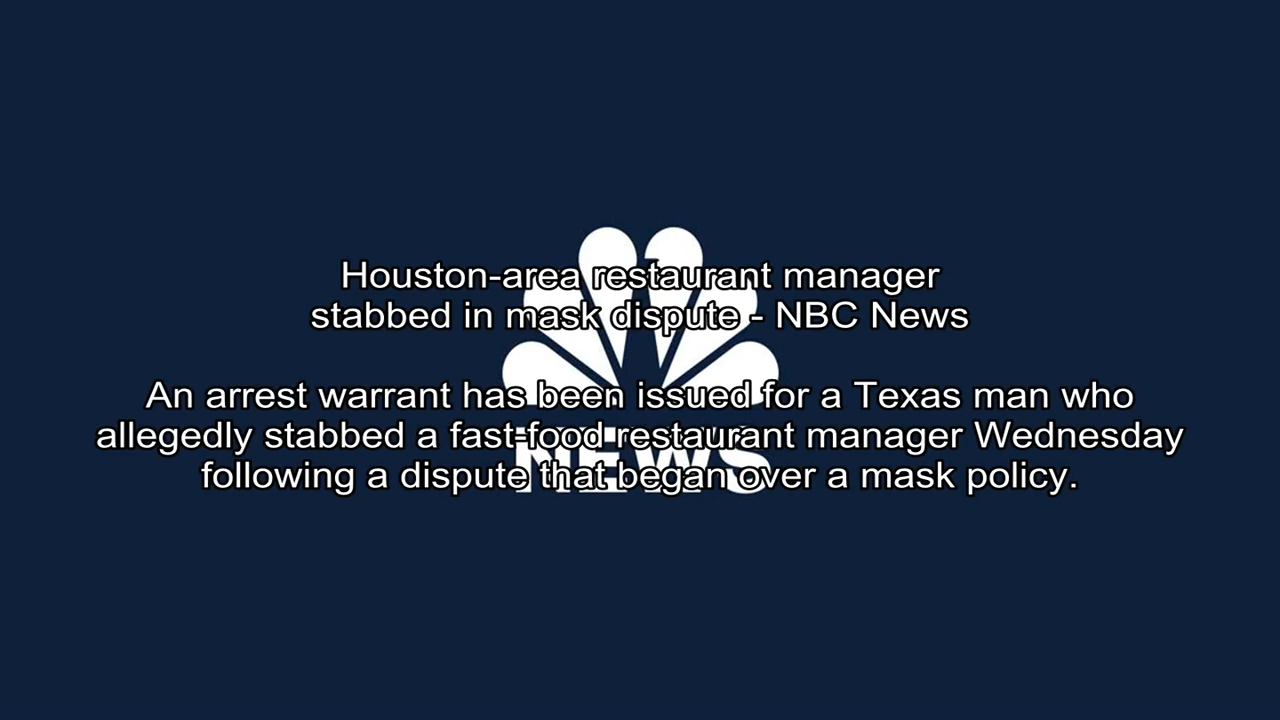 Houston-area restaurant manager
stabbed in mask dispute - NBC News
An arrest warrant has been issued for a Texas man who
allegedly stabbed a fast-food restaurant manager Wednesday
following a dispute that began over a mask policy.
NEWS